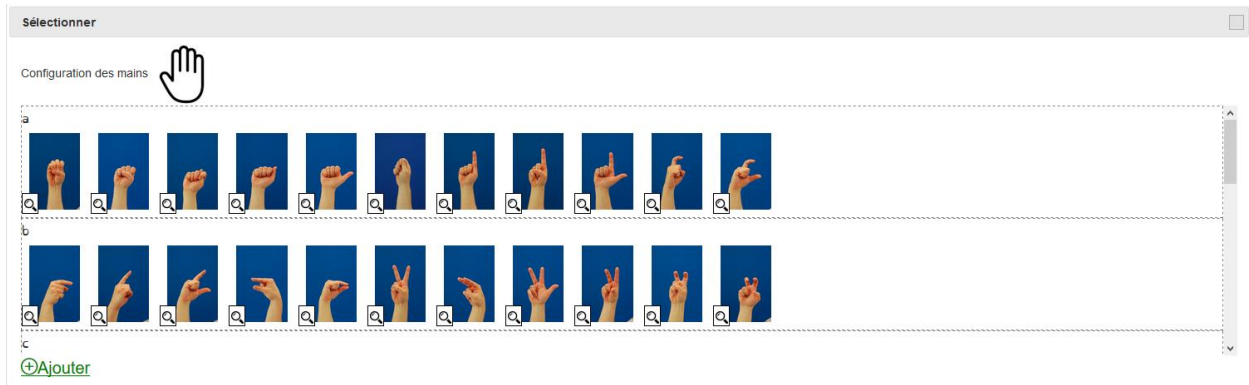 Sélectionner
Configuration des mains
a
b
c
Ajouter